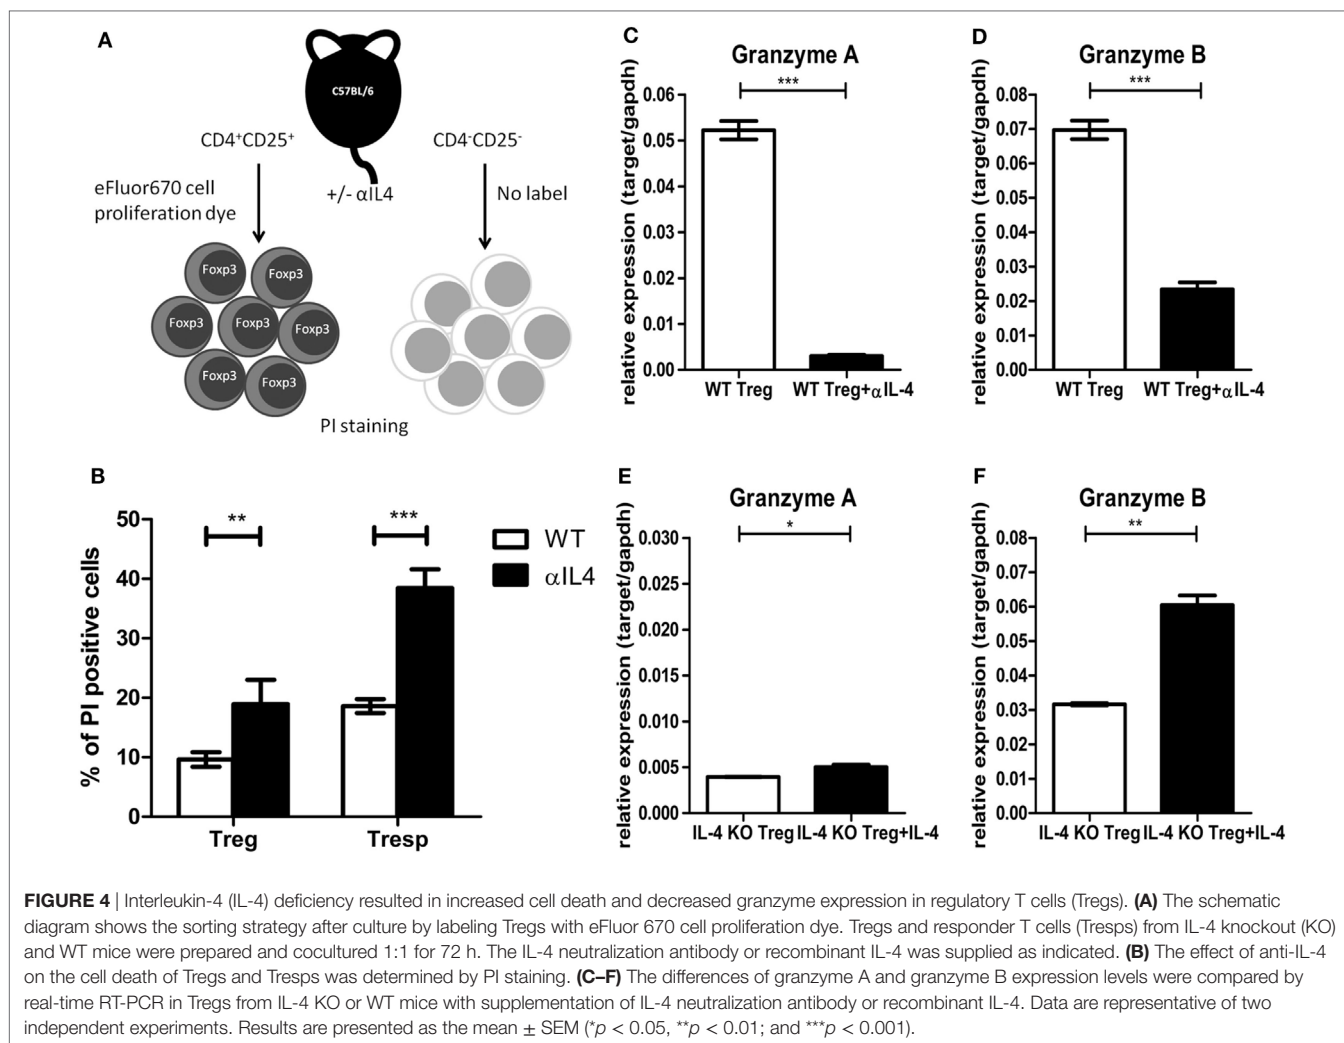 A
C57BL/6
CD4⁺CD25⁺
CD4⁻CD25⁻
eFluor670 cell
proliferation dye
+/- αIL4
No label
Foxp3
Foxp3
Foxp3
Foxp3
Foxp3
Foxp3
Foxp3
PI staining
B
% of PI positive cells
50
40
30
20
10
0
**
***
WT
αIL4
Treg
Tresp
C
Granzyme A
relative expression (target/gapdh)
***
0.06
0.05
0.04
0.03
0.02
0.01
0.00
WT Treg
WT Treg+αIL-4
D
Granzyme B
relative expression (target/gapdh)
***
0.08
0.07
0.06
0.05
0.04
0.03
0.02
0.01
0.00
WT Treg
WT Treg+αIL-4
E
Granzyme A
relative expression (target/gapdh)
*
0.030
0.025
0.020
0.015
0.010
0.005
0.000
IL-4 KO Treg
IL-4 KO Treg+IL-4
F
Granzyme B
relative expression (target/gapdh)
**
0.08
0.07
0.06
0.05
0.04
0.03
0.02
0.01
0.00
IL-4 KO Treg
IL-4 KO Treg+IL-4
FIGURE 4 | Interleukin-4 (IL-4) deficiency resulted in increased cell death and decreased granzyme expression in regulatory T cells (Tregs). (A) The schematic
diagram shows the sorting strategy after culture by labeling Tregs with eFluor 670 cell proliferation dye. Tregs and responder T cells (Tresps) from IL-4 knockout (KO)
and WT mice were prepared and cocultured 1:1 for 72 h. The IL-4 neutralization antibody or recombinant IL-4 was supplied as indicated. (B) The effect of anti-IL-4
on the cell death of Tregs and Tresps was determined by PI staining. (C–F) The differences of granzyme A and granzyme B expression levels were compared by
real-time RT-PCR in Tregs from IL-4 KO or WT mice with supplementation of IL-4 neutralization antibody or recombinant IL-4. Data are representative of two
independent experiments. Results are presented as the mean ± SEM (*p < 0.05, **p < 0.01; and ***p < 0.001).